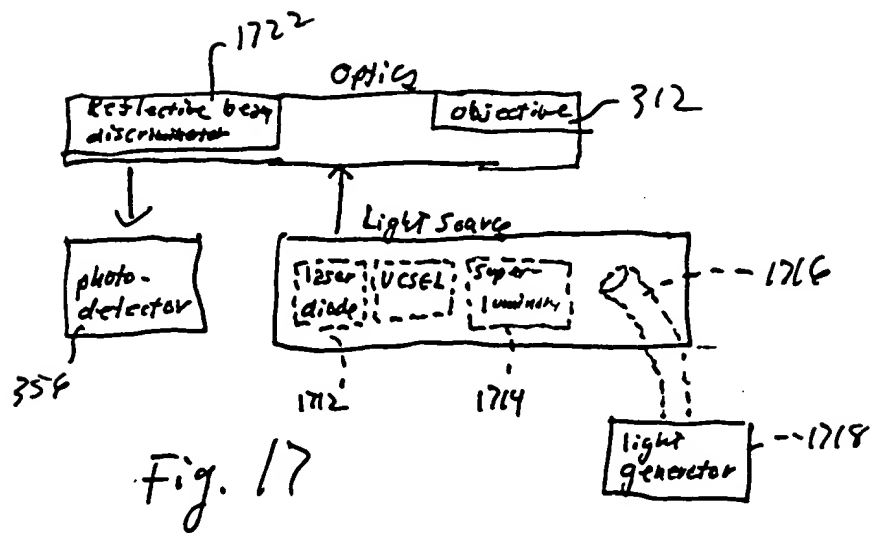 1722
Optics
Reflective beam
discriminator
objective
312
Light Source
photo-
detector
laser
diode
VCSEL
Super-
luminous
1716
354
1712
1714
light
generator
1718
Fig. 17